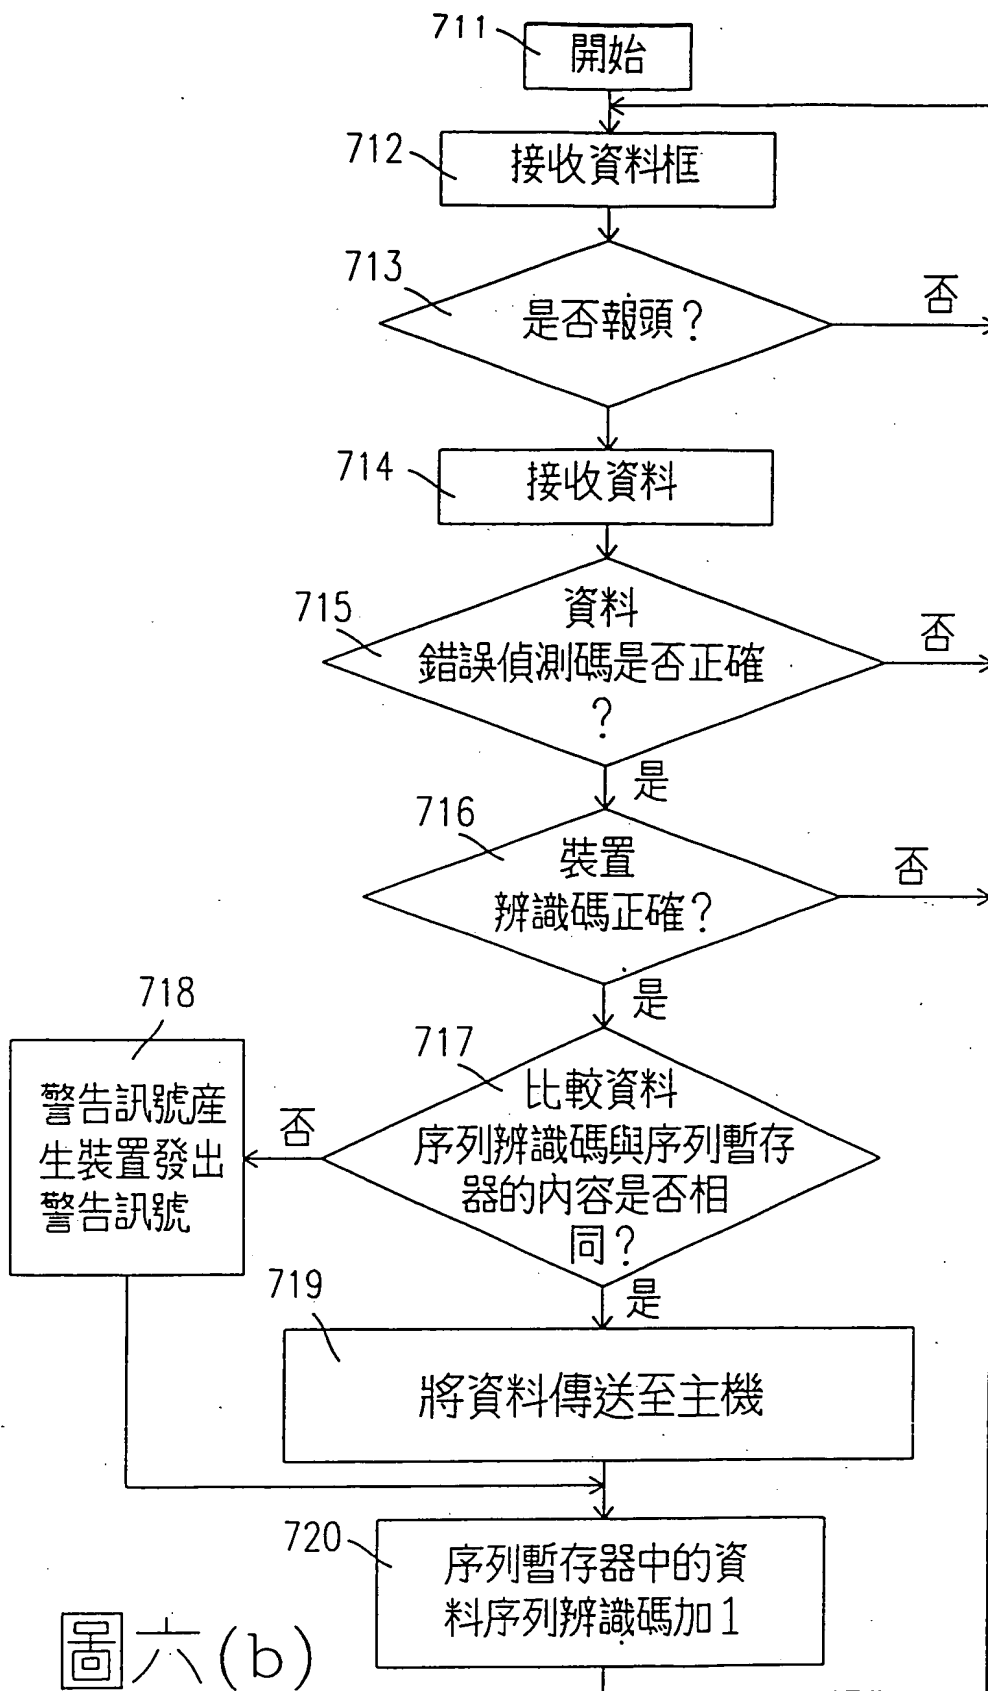 711
開始
712
接收資料框
713
是否報頭？
否
714
接收資料
715
資料
錯誤偵測碼是否正確
？
否
是
716
裝置
辨識碼正確？
否
是
718
警告訊號產
生裝置發出
警告訊號
717
比較資料
序列辨識碼與序列暫存
器的內容是否相
同？
否
是
719
將資料傳送至主機
720
序列暫存器中的資
料序列辨識碼加1
圖六(b)